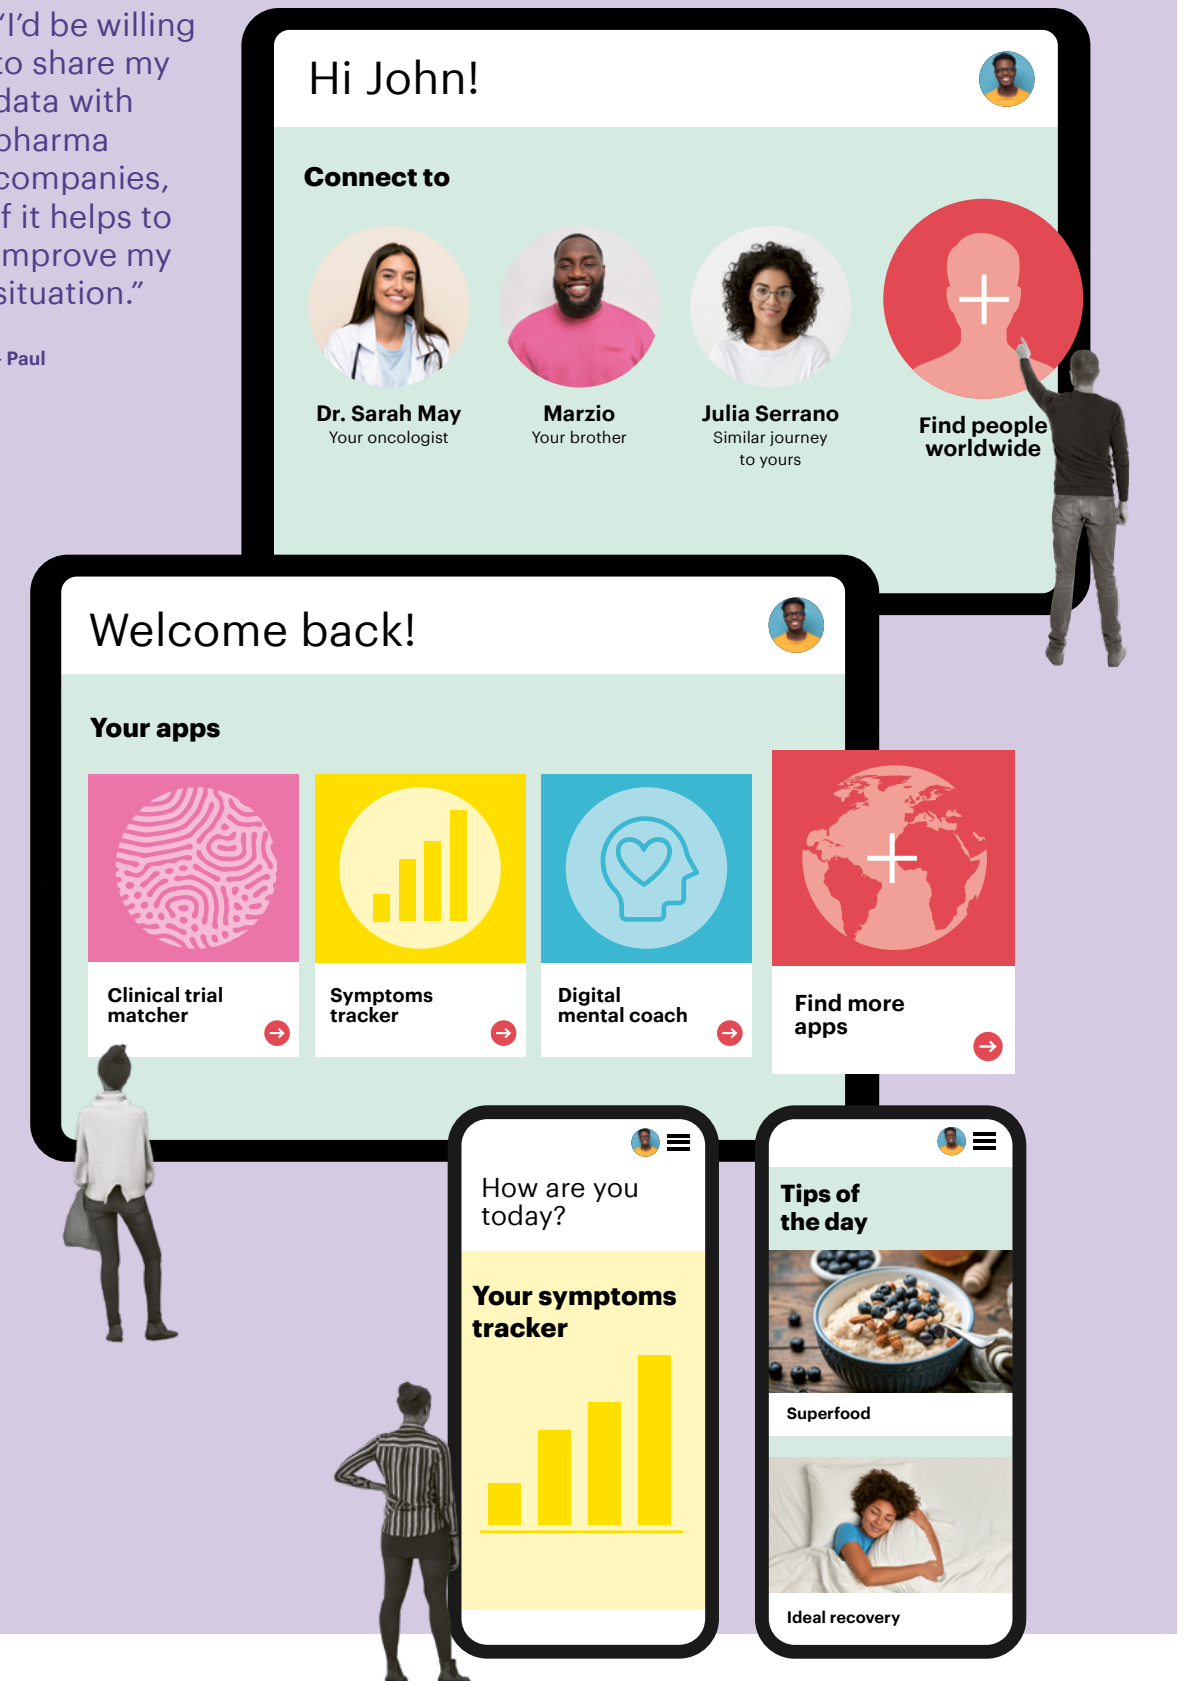 “I’d be willing
to share my
data with
pharma
companies,
if it helps to
improve my
situation.”
– Paul
Hi John!
Connect to
Dr. Sarah May
Your oncologist
Marzio
Your brother
Julia Serrano
Similar journey
to yours
Find people
worldwide
Welcome back!
Your apps
Clinical trial
matcher
Symptoms
tracker
Digital
mental coach
Find more
apps
How are you
today?
Your symptoms
tracker
Tips of
the day
Superfood
Ideal recovery